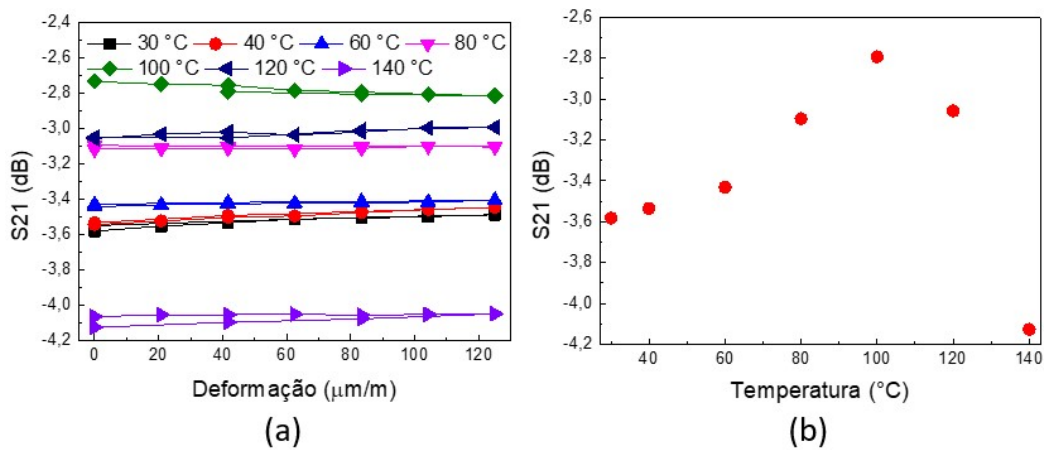 -2,4
-2,6
-2,8
-3,0
-3,2
-3,4
-3,6
-3,8
-4,0
-4,2
S21 (dB)
30 °C 40 °C 60 °C 80 °C
100 °C 120 °C 140 °C
0 20 40 60 80 100 120
Deformação (μm/m)
(a)
-2,6
-2,8
-3,0
-3,2
-3,4
-3,6
-3,8
-4,0
-4,2
S21 (dB)
40 60 80 100 120 140
Temperatura (°C)
(b)